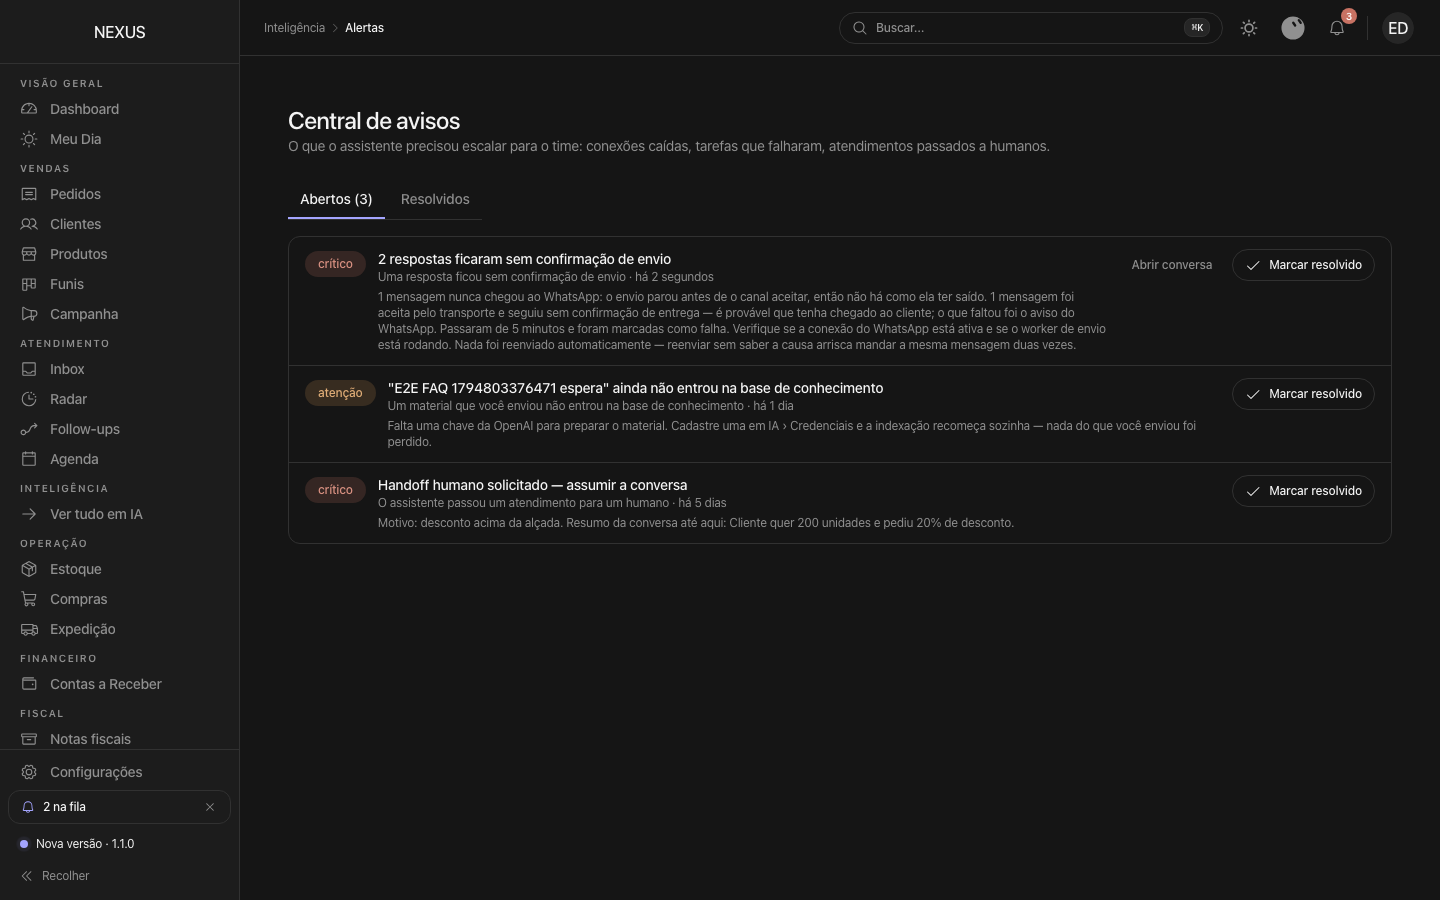 NEXUS
Inteligência > Alertas
Buscar...
⌘K
3
ED
VISÃO GERAL
Dashboard
Meu Dia
VENDAS
Pedidos
Clientes
Produtos
Funis
Campanha
ATENDIMENTO
Inbox
Radar
Follow-ups
Agenda
INTELIGÊNCIA
Ver tudo em IA
OPERAÇÃO
Estoque
Compras
Expedição
FINANCEIRO
Contas a Receber
FISCAL
Notas fiscais
Configurações
2 na fila
Nova versão · 1.1.0
Recolher
Central de avisos
O que o assistente precisou escalar para o time: conexões caídas, tarefas que falharam, atendimentos passados a humanos.
Abertos (3) Resolvidos
crítico
2 respostas ficaram sem confirmação de envio
Uma resposta ficou sem confirmação de envio · há 2 segundos
1 mensagem nunca chegou ao WhatsApp: o envio parou antes de o canal aceitar, então não há como ela ter saído. 1 mensagem foi
aceita pelo transporte e seguiu sem confirmação de entrega — é provável que tenha chegado ao cliente; o que faltou foi o aviso do
WhatsApp. Passaram de 5 minutos e foram marcadas como falha. Verifique se a conexão do WhatsApp está ativa e se o worker de envio
está rodando. Nada foi reenviado automaticamente — reenviar sem saber a causa arrisca mandar a mesma mensagem duas vezes.
Abrir conversa
Marcar resolvido
atenção
"E2E FAQ 1794803376471 espera" ainda não entrou na base de conhecimento
Um material que você enviou não entrou na base de conhecimento · há 1 dia
Falta uma chave da OpenAI para preparar o material. Cadastre uma em IA › Credenciais e a indexação recomeça sozinha — nada do que você enviou foi
perdido.
Marcar resolvido
crítico
Handoff humano solicitado — assumir a conversa
O assistente passou um atendimento para um humano · há 5 dias
Motivo: desconto acima da alçada. Resumo da conversa até aqui: Cliente quer 200 unidades e pediu 20% de desconto.
Marcar resolvido